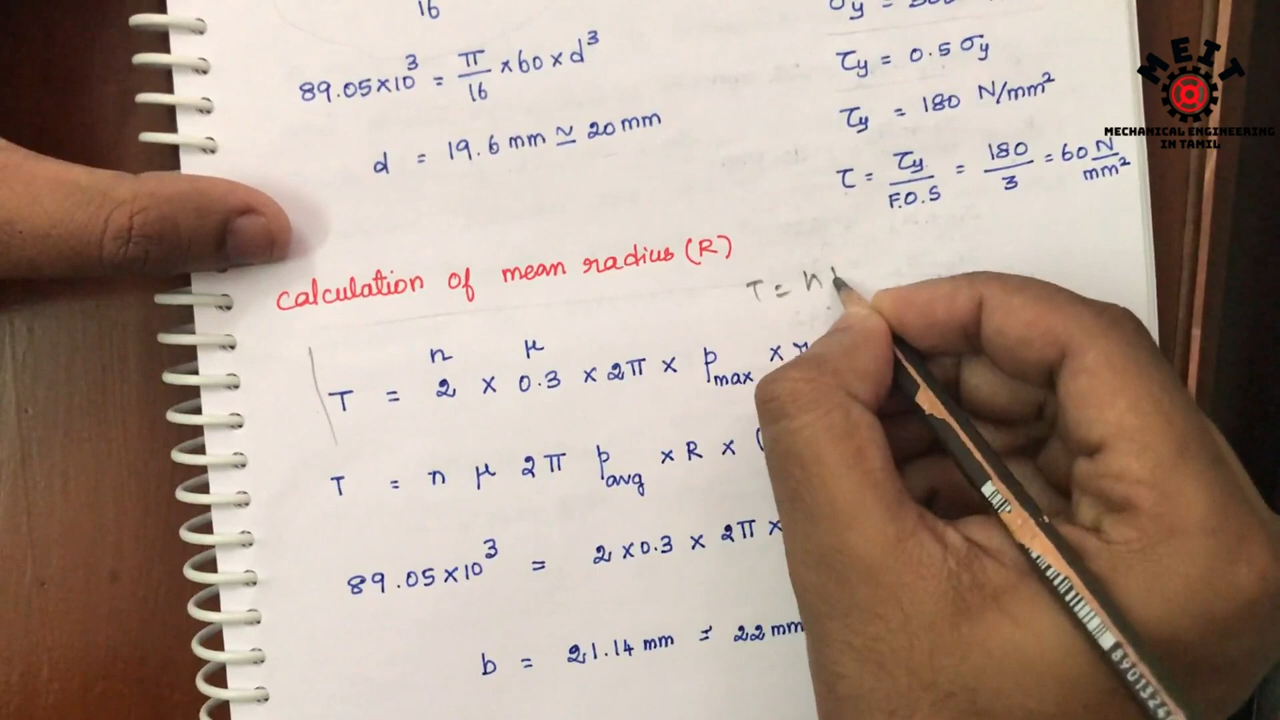 16
89.05×10³ = π/16 ×60×d³
d = 19.6 mm ≃ 20 mm
τy = 0.5 σy
τy = 180 N/mm²
τ = τy/F.O.S = 180/3 = 60 N/mm²
MEIT
MECHANICAL ENGINEERING
IN TAMIL
Calculation of mean radius (R)
T = n
n μ
T = 2 × 0.3 × 2π × pmax ×
T = n μ 2π pavg × R × (
89.05×10³ = 2×0.3 × 2π ×
b = 21.14 mm = 22 mm
8901324